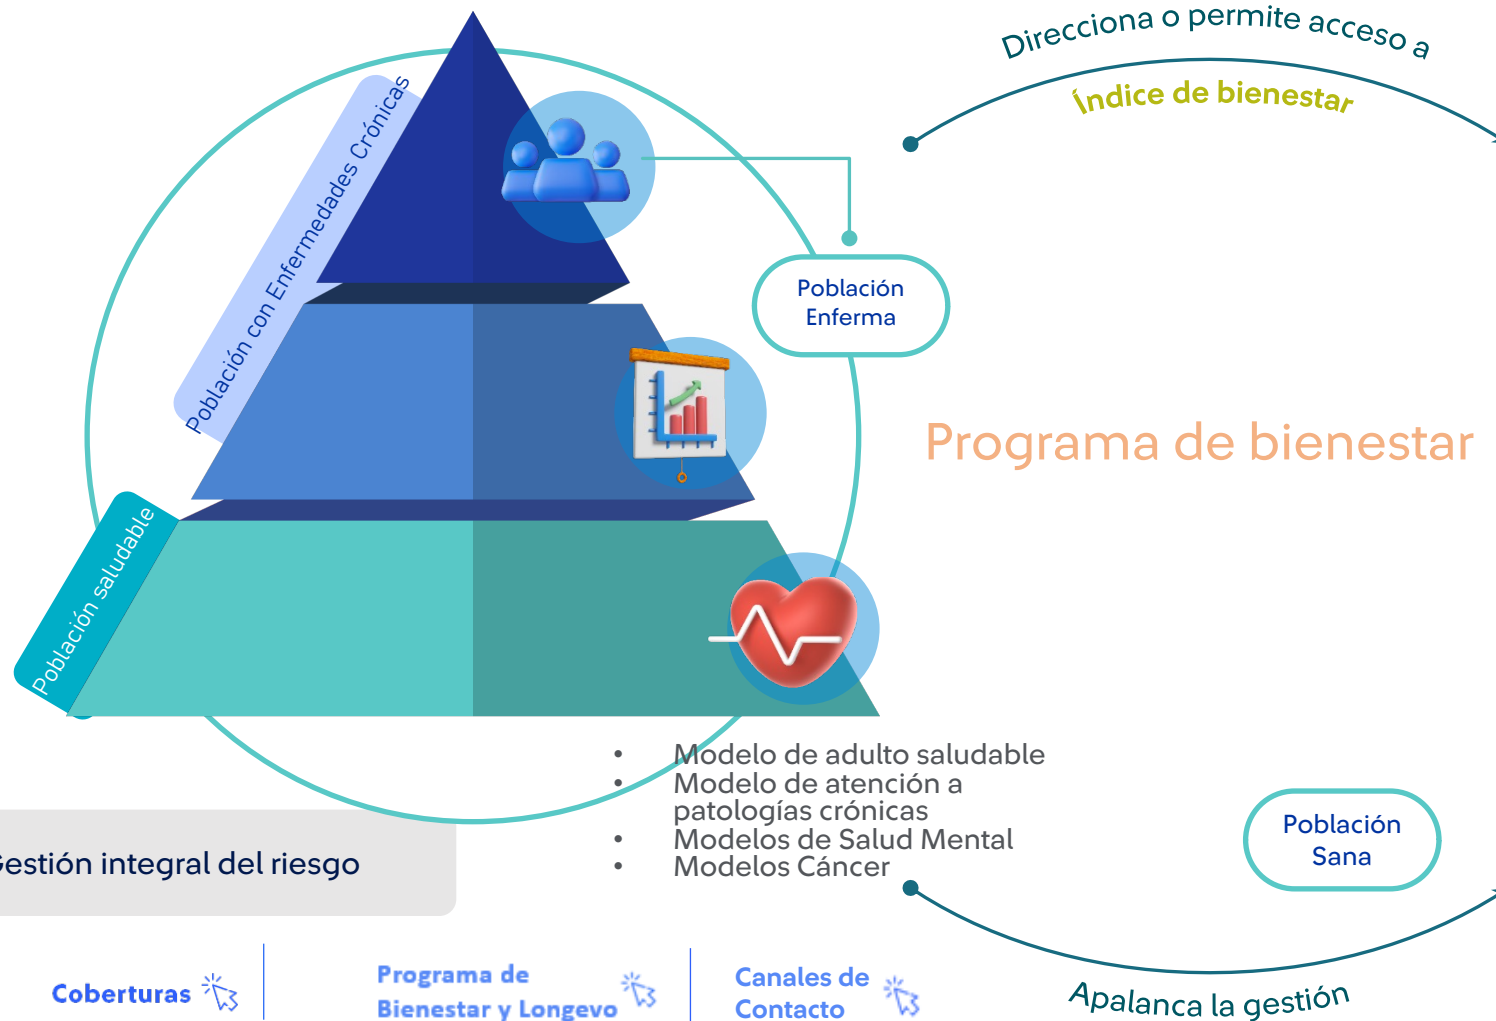 Direcciona o permite acceso a
Índice de bienestar
Población con Enfermedades Crónicas
Población
Enferma
Programa de bienestar
Población saludable
• Modelo de adulto saludable
• Modelo de atención a
patologías crónicas
• Modelos de Salud Mental
• Modelos Cáncer
Población
Sana
Gestión integral del riesgo
Coberturas
Programa de
Bienestar y Longevo
Canales de
Contacto
Apalanca la gestión